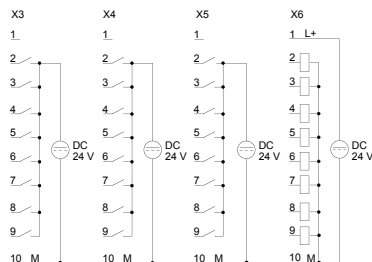 X3 X4 X5 X6
1 1 1 1 L+
2 2 2 2
3 3 3 3
4 4 4 4
5 5 5 5
DC DC DC DC
24 V 24 V 24 V 24 V
6 6 6 6
7 7 7 7
8 8 8 8
9 9 9 9
10 M 10 M 10 M 10 M